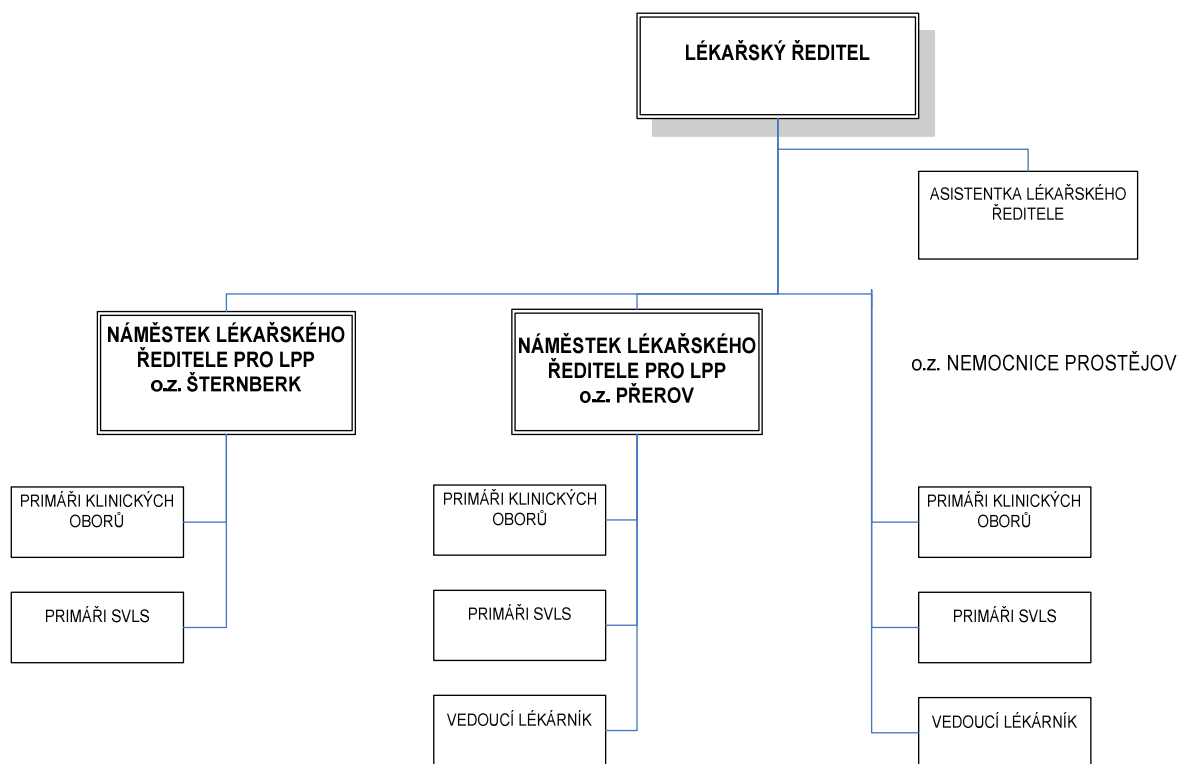 LÉKAŘSKÝ ŘEDITEL
ASISTENTKA LÉKAŘSKÉHO
ŘEDITELE
NÁMĚSTEK LÉKAŘSKÉHO
ŘEDITELE PRO LPP
o.z. ŠTERNBERK
NÁMĚSTEK LÉKAŘSKÉHO
ŘEDITELE PRO LPP
o.z. PŘEROV
o.z. NEMOCNICE PROSTĚJOV
PRIMÁŘI KLINICKÝCH
OBORŮ
PRIMÁŘI SVLS
PRIMÁŘI KLINICKÝCH
OBORŮ
PRIMÁŘI SVLS
VEDOUCÍ LÉKÁRNÍK
PRIMÁŘI KLINICKÝCH
OBORŮ
PRIMÁŘI SVLS
VEDOUCÍ LÉKÁRNÍK